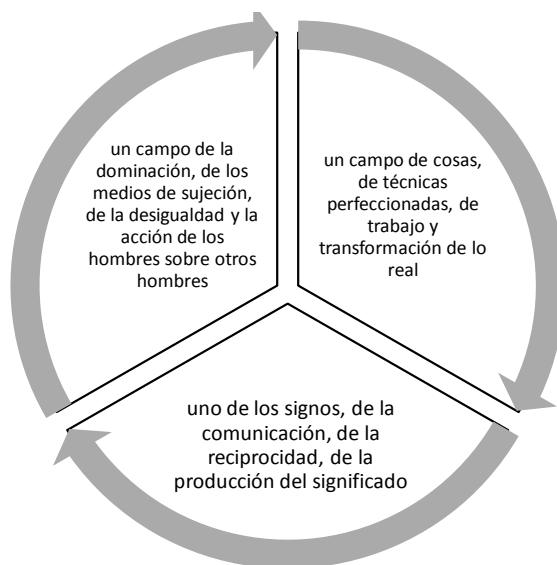 un campo de la
dominación, de los
medios de sujeción,
de la desigualdad y la
acción de los
hombres sobre otros
hombres
un campo de cosas,
de técnicas
perfeccionadas, de
trabajo y
transformación de lo
real
uno de los signos, de la
comunicación, de la
reciprocidad, de la
producción del significado